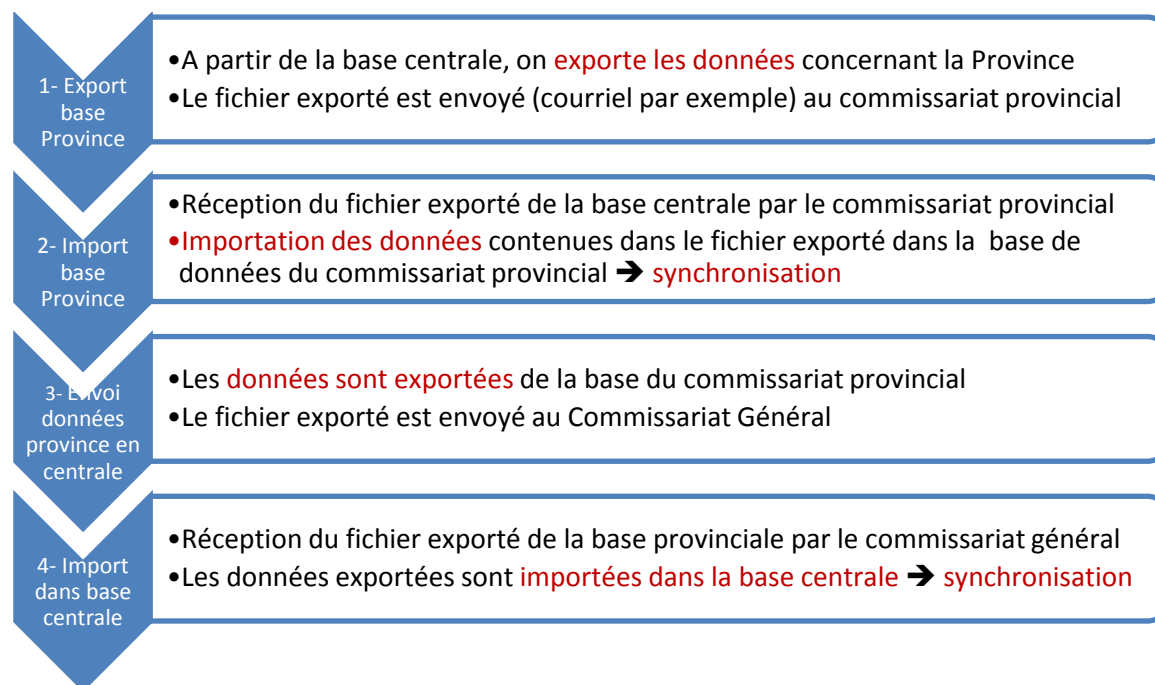 1- Export
base
Province
•A partir de la base centrale, on exporte les données concernant la Province
•Le fichier exporté est envoyé (courriel par exemple) au commissariat provincial
2- Import
base
Province
•Réception du fichier exporté de la base centrale par le commissariat provincial
•Importation des données contenues dans le fichier exporté dans la base de
données du commissariat provincial ➔ synchronisation
3- Envoi
données
province en
centrale
•Les données sont exportées de la base du commissariat provincial
•Le fichier exporté est envoyé au Commissariat Général
4- Import
dans base
centrale
•Réception du fichier exporté de la base provinciale par le commissariat général
•Les données exportées sont importées dans la base centrale ➔ synchronisation